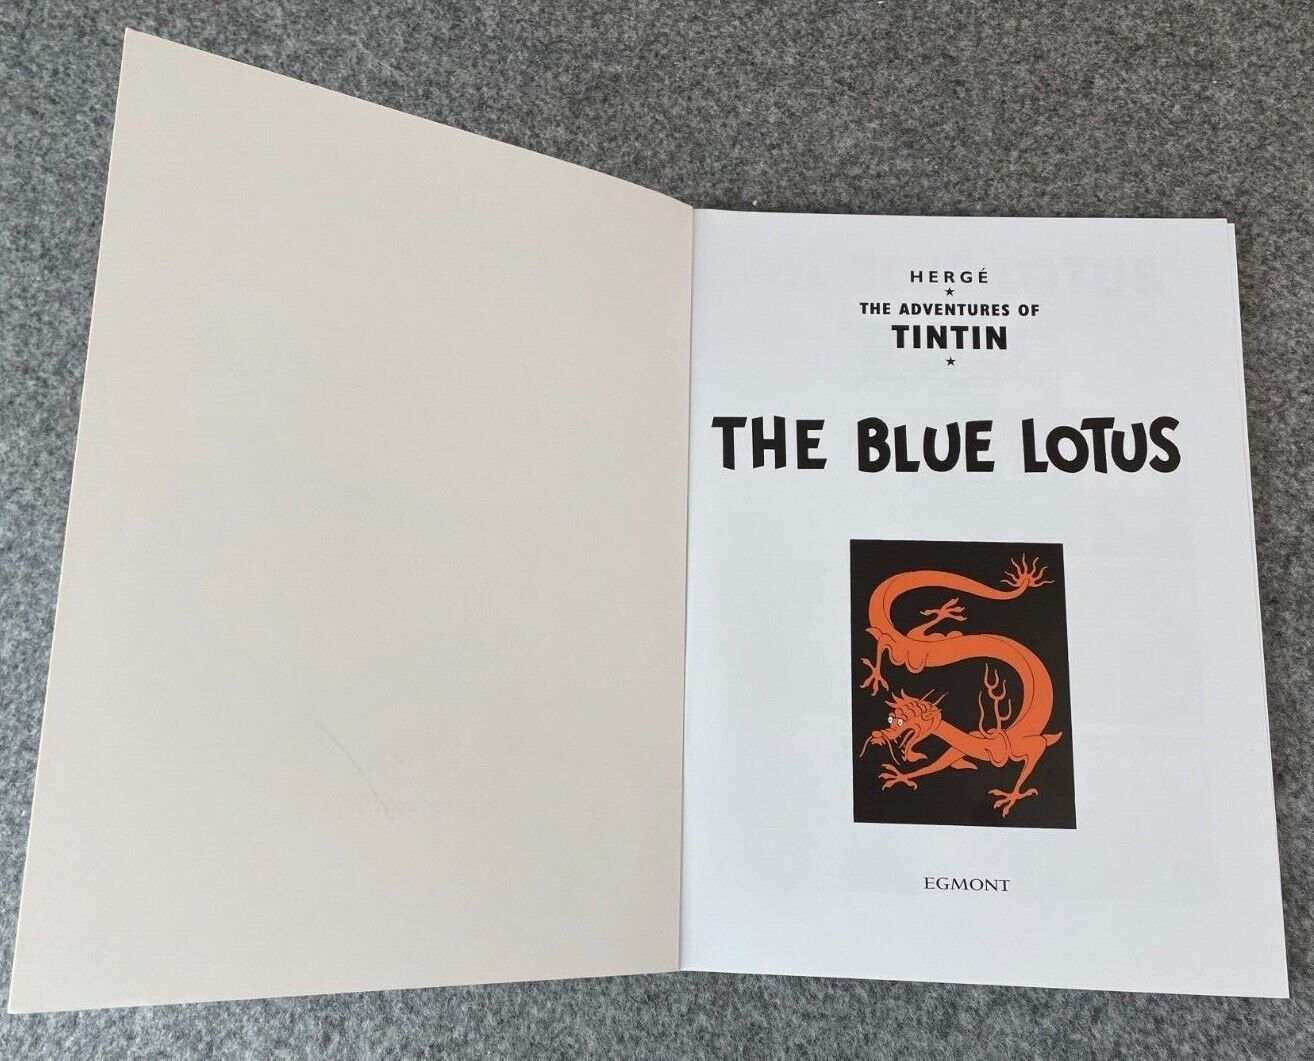 HERGÉ
★
THE ADVENTURES OF
TINTIN
★
THE BLUE LOTUS
EGMONT